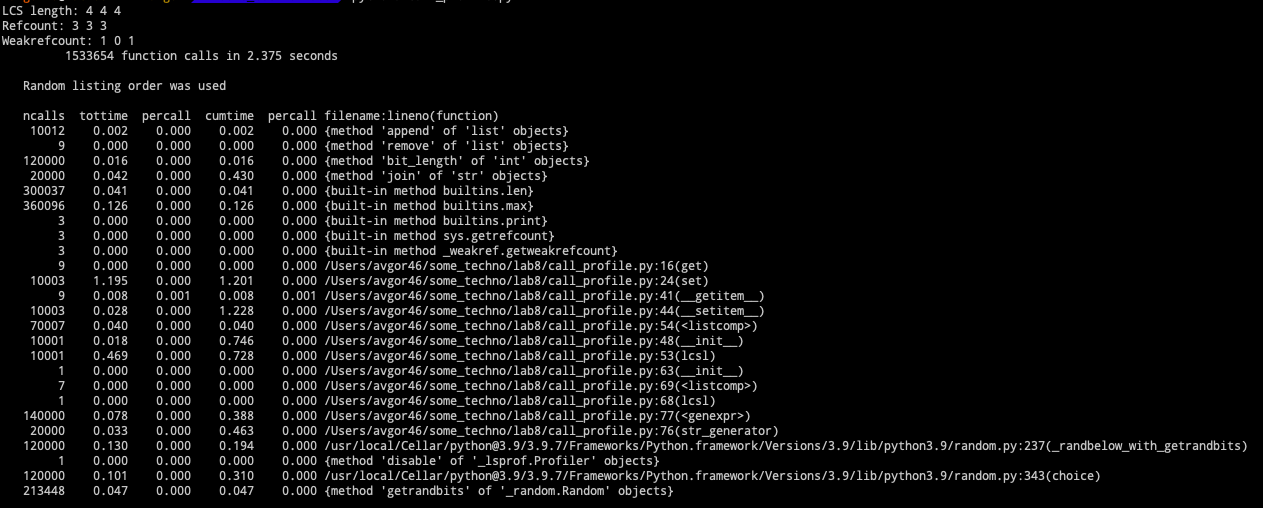 LCS length: 4 4 4
Refcount: 3 3 3
Weakrefcount: 1 0 1
         1533654 function calls in 2.375 seconds
   Random listing order was used
   ncalls  tottime  percall  cumtime  percall filename:lineno(function)
    10012    0.002    0.000    0.002    0.000 {method 'append' of 'list' objects}
        9    0.000    0.000    0.000    0.000 {method 'remove' of 'list' objects}
   120000    0.016    0.000    0.016    0.000 {method 'bit_length' of 'int' objects}
    20000    0.042    0.000    0.430    0.000 {method 'join' of 'str' objects}
   300037    0.041    0.000    0.041    0.000 {built-in method builtins.len}
   360096    0.126    0.000    0.126    0.000 {built-in method builtins.max}
        3    0.000    0.000    0.000    0.000 {built-in method builtins.print}
        3    0.000    0.000    0.000    0.000 {built-in method sys.getrefcount}
        3    0.000    0.000    0.000    0.000 {built-in method _weakref.getweakrefcount}
        9    0.000    0.000    0.000    0.000 /Users/avgor46/some_techno/lab8/call_profile.py:16(get)
    10003    1.195    0.000    1.201    0.000 /Users/avgor46/some_techno/lab8/call_profile.py:24(set)
        9    0.008    0.001    0.008    0.001 /Users/avgor46/some_techno/lab8/call_profile.py:41(__getitem__)
    10003    0.028    0.000    1.228    0.000 /Users/avgor46/some_techno/lab8/call_profile.py:44(__setitem__)
    70007    0.040    0.000    0.040    0.000 /Users/avgor46/some_techno/lab8/call_profile.py:54(<listcomp>)
    10001    0.018    0.000    0.746    0.000 /Users/avgor46/some_techno/lab8/call_profile.py:48(__init__)
    10001    0.469    0.000    0.728    0.000 /Users/avgor46/some_techno/lab8/call_profile.py:53(lcsl)
        1    0.000    0.000    0.000    0.000 /Users/avgor46/some_techno/lab8/call_profile.py:63(__init__)
        7    0.000    0.000    0.000    0.000 /Users/avgor46/some_techno/lab8/call_profile.py:69(<listcomp>)
        1    0.000    0.000    0.000    0.000 /Users/avgor46/some_techno/lab8/call_profile.py:68(lcsl)
   140000    0.078    0.000    0.388    0.000 /Users/avgor46/some_techno/lab8/call_profile.py:77(<genexpr>)
    20000    0.033    0.000    0.463    0.000 /Users/avgor46/some_techno/lab8/call_profile.py:76(str_generator)
   120000    0.130    0.000    0.194    0.000 /usr/local/Cellar/python@3.9/3.9.7/Frameworks/Python.framework/Versions/3.9/lib/python3.9/random.py:237(_randbelow_with_getrandbits)
        1    0.000    0.000    0.000    0.000 {method 'disable' of '_lsprof.Profiler' objects}
   120000    0.101    0.000    0.310    0.000 /usr/local/Cellar/python@3.9/3.9.7/Frameworks/Python.framework/Versions/3.9/lib/python3.9/random.py:343(choice)
   213448    0.047    0.000    0.047    0.000 {method 'getrandbits' of '_random.Random' objects}